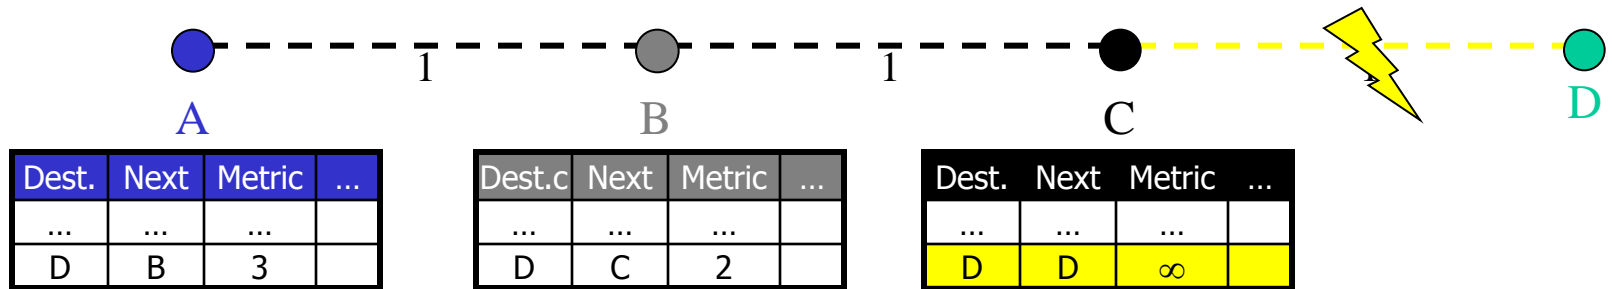 1 1
A B C D
Dest. Next Metric ... Dest.c Next Metric ... Dest. Next Metric ...
... ... ... ... ... ... ... ... ...
D B 3 D C 2 D D ∞